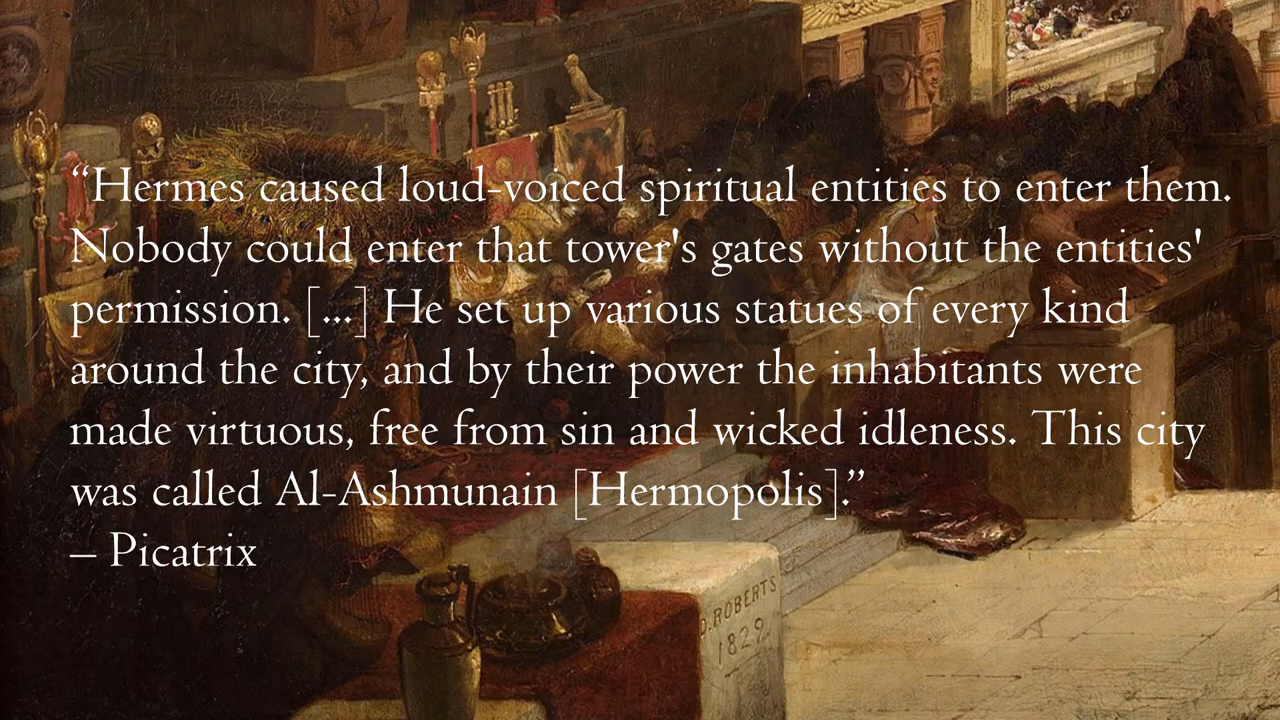 “Hermes caused loud-voiced spiritual entities to enter them.
Nobody could enter that tower's gates without the entities'
permission. [...] He set up various statues of every kind
around the city, and by their power the inhabitants were
made virtuous, free from sin and wicked idleness. This city
was called Al-Ashmunain [Hermopolis].”
– Picatrix
D. ROBERTS
1829.